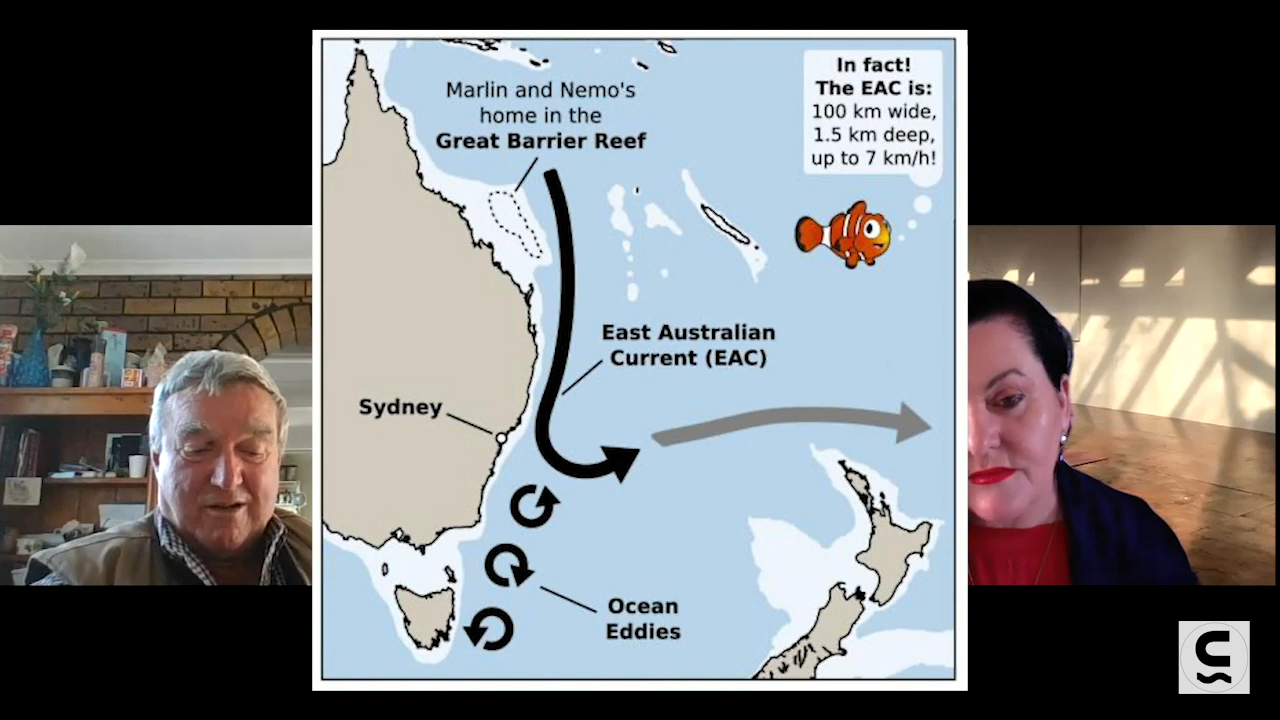 Marlin and Nemo's
home in the
Great Barrier Reef
In fact!
The EAC is:
100 km wide,
1.5 km deep,
up to 7 km/h!
East Australian
Current (EAC)
Sydney
Ocean
Eddies